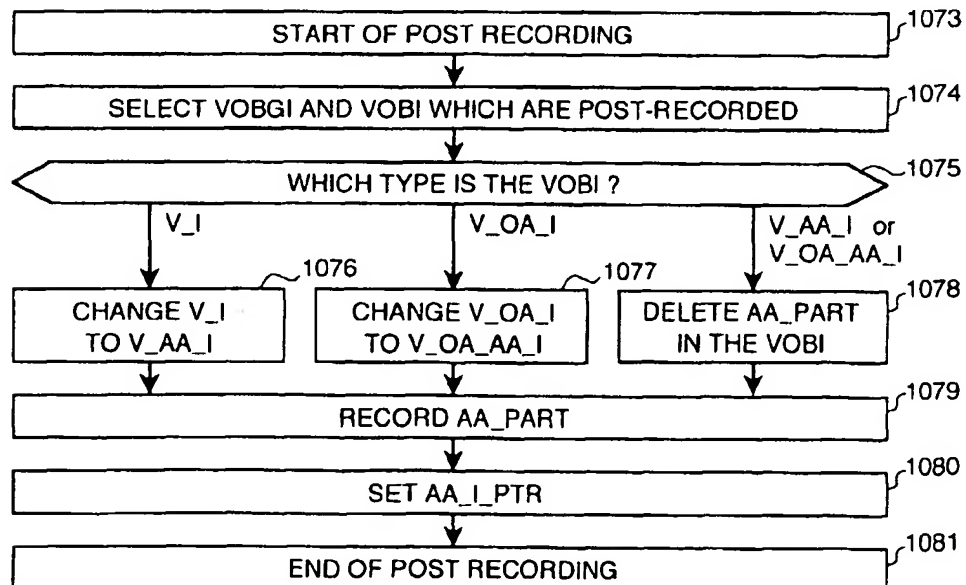 START OF POST RECORDING
1073
SELECT VOBGI AND VOBI WHICH ARE POST-RECORDED
1074
WHICH TYPE IS THE VOBI ?
1075
V_I
V_OA_I
V_AA_I or
V_OA_AA_I
1076
CHANGE V_I
TO V_AA_I
1077
CHANGE V_OA_I
TO V_OA_AA_I
1078
DELETE AA_PART
IN THE VOBI
1079
RECORD AA_PART
1080
SET AA_I_PTR
1081
END OF POST RECORDING